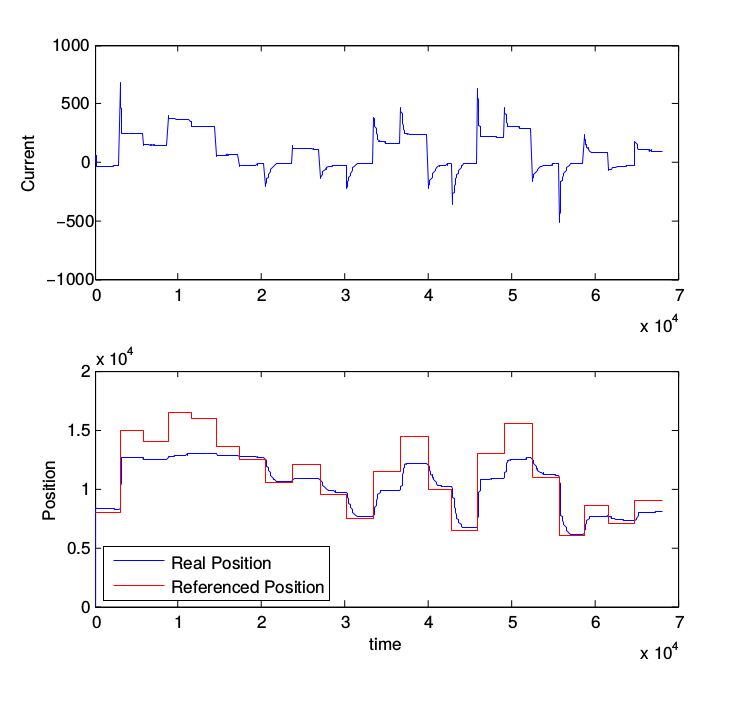 1000
500
0
−500
−1000
Current
0 1 2 3 4 5 6 7
x 10^4
x 10^4
2
1.5
1
0.5
0
Position
Real Position
Referenced Position
0 1 2 3 4 5 6 7
time
x 10^4